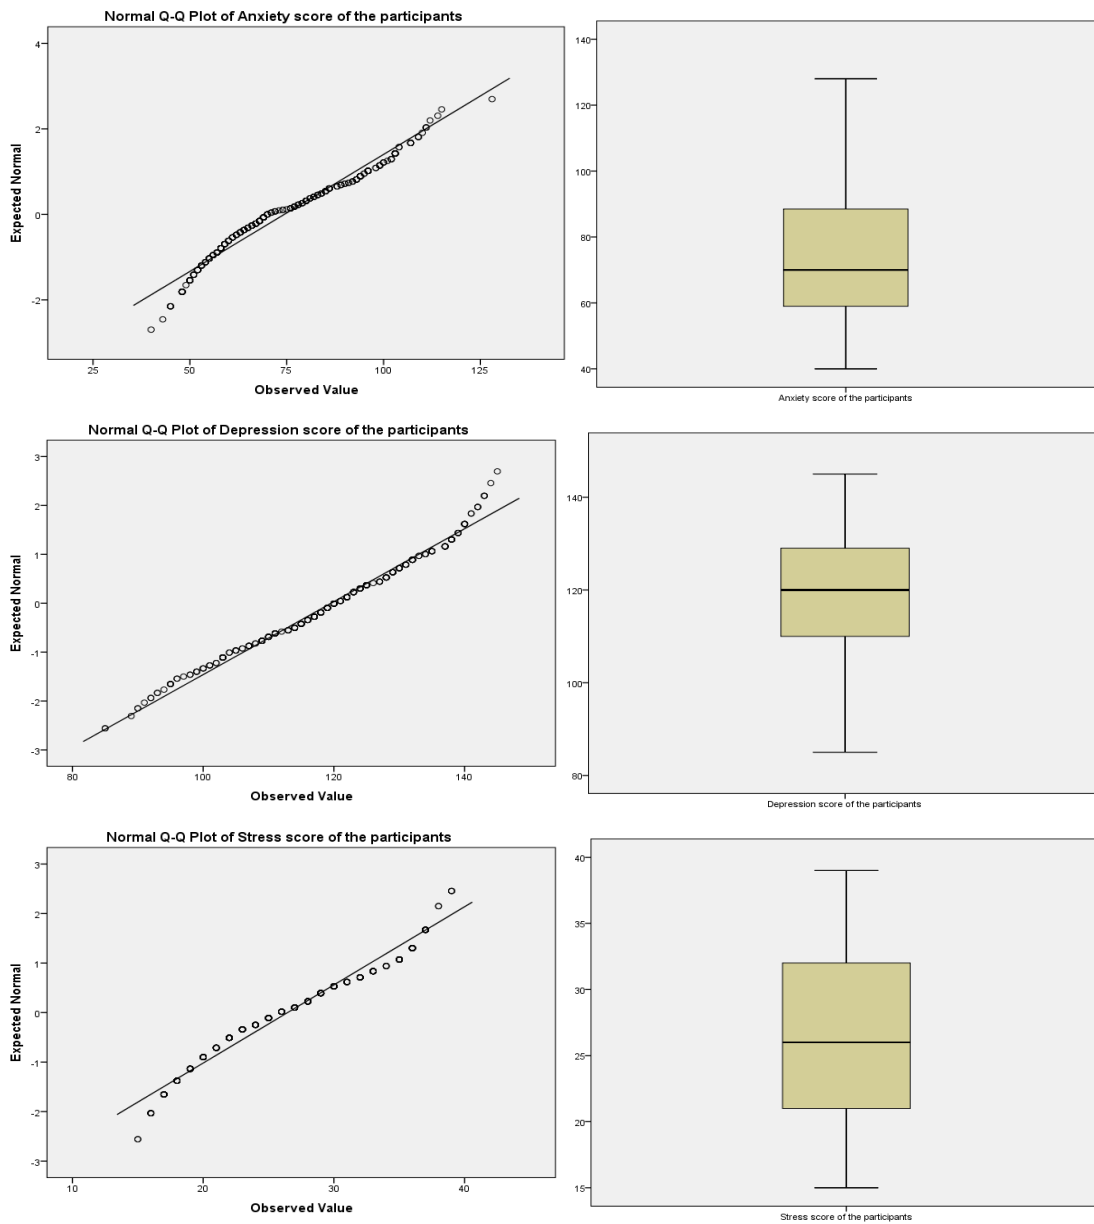 Normal Q-Q Plot of Anxiety score of the participants
Expected Normal
4
2
0
-2
25 50 75 100 125
Observed Value
140
120
100
80
60
40
Anxiety score of the participants
Normal Q-Q Plot of Depression score of the participants
Expected Normal
3
2
1
0
-1
-2
-3
80 100 120 140
Observed Value
140
120
100
80
Depression score of the participants
Normal Q-Q Plot of Stress score of the participants
Expected Normal
3
2
1
0
-1
-2
-3
10 20 30 40
Observed Value
40
35
30
25
20
15
Stress score of the participants